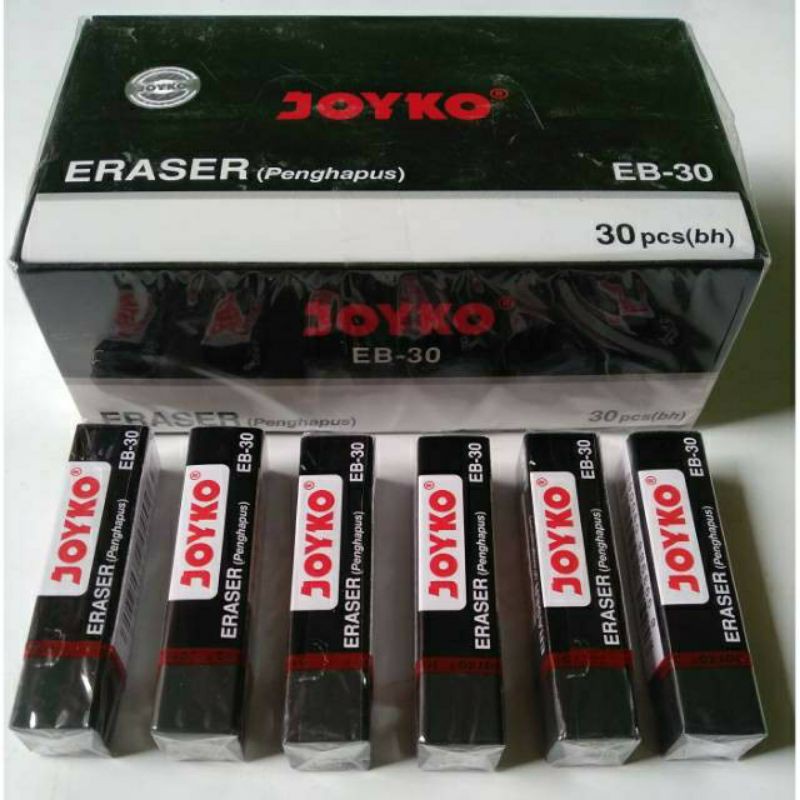 JOYKO
JOYKO®
ERASER (Penghapus) EB-30
30 pcs(bh)
JOYKO®
EB-30
ERASER (Penghapus) 30 pcs(bh)
JOYKO® EB-30
ERASER (Penghapus)
JOYKO® EB-30
ERASER (Penghapus)
JOYKO® EB-30
ERASER (Penghapus)
JOYKO® EB-30
ERASER (Penghapus)
JOYKO® EB-30
ERASER (Penghapus)
JOYKO® EB-30
ERASER (Penghapus)